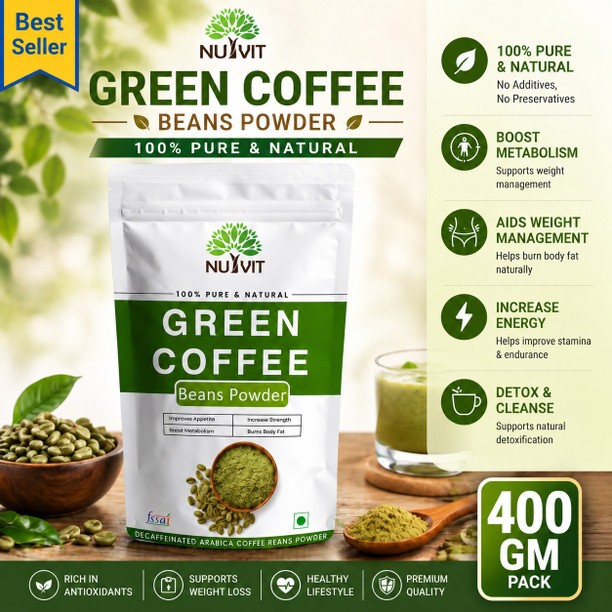 Best
Seller
NUTVIT
GREEN COFFEE
BEANS POWDER
100% PURE & NATURAL
NUTVIT
100% PURE & NATURAL
GREEN
COFFEE
Beans Powder
Improves Appetite
Increase Strength
Boost Metabolism
Burns Body Fat
fssai
DECAFFEINATED ARABICA COFFEE BEANS POWDER
100% PURE
& NATURAL
No Additives,
No Preservatives
BOOST
METABOLISM
Supports weight
management
AIDS WEIGHT
MANAGEMENT
Helps burn body fat
naturally
INCREASE
ENERGY
Helps improve stamina
& endurance
DETOX &
CLEANSE
Supports natural
detoxification
400
GM
PACK
RICH IN
ANTIOXIDANTS
SUPPORTS
WEIGHT LOSS
HEALTHY
LIFESTYLE
PREMIUM
QUALITY